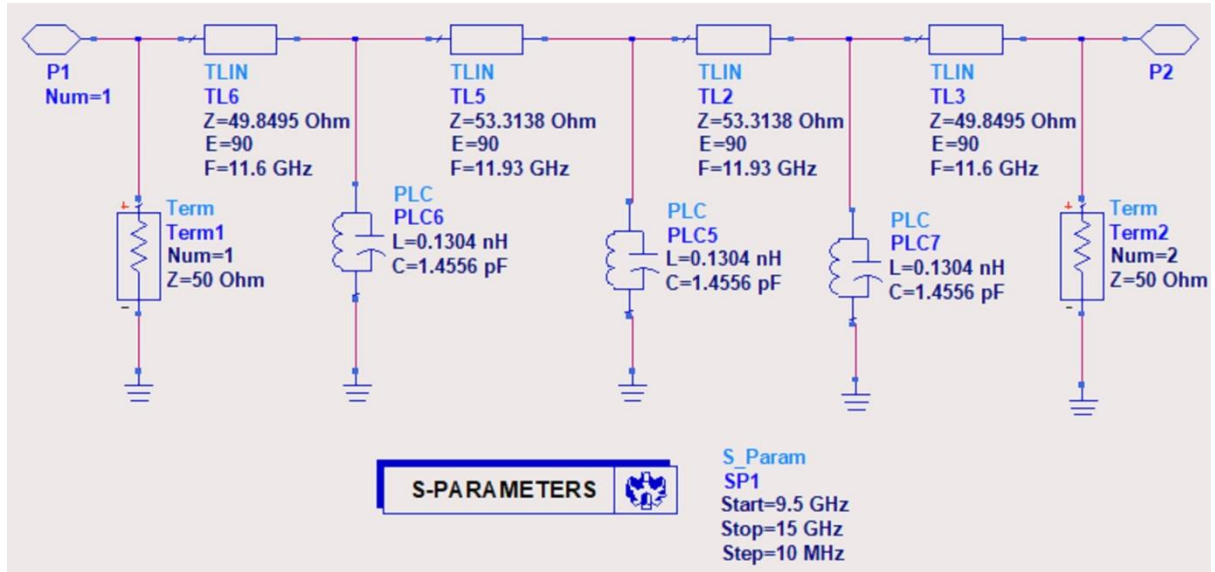 P1
Num=1
TLIN
TL6
Z=49.8495 Ohm
E=90
F=11.6 GHz
TLIN
TL5
Z=53.3138 Ohm
E=90
F=11.93 GHz
TLIN
TL2
Z=53.3138 Ohm
E=90
F=11.93 GHz
TLIN
TL3
Z=49.8495 Ohm
E=90
F=11.6 GHz
P2
+
Term
Term1
Num=1
Z=50 Ohm
-
PLC
PLC6
L=0.1304 nH
C=1.4556 pF
PLC
PLC5
L=0.1304 nH
C=1.4556 pF
PLC
PLC7
L=0.1304 nH
C=1.4556 pF
+
Term
Term2
Num=2
Z=50 Ohm
-
S-PARAMETERS
S_Param
SP1
Start=9.5 GHz
Stop=15 GHz
Step=10 MHz